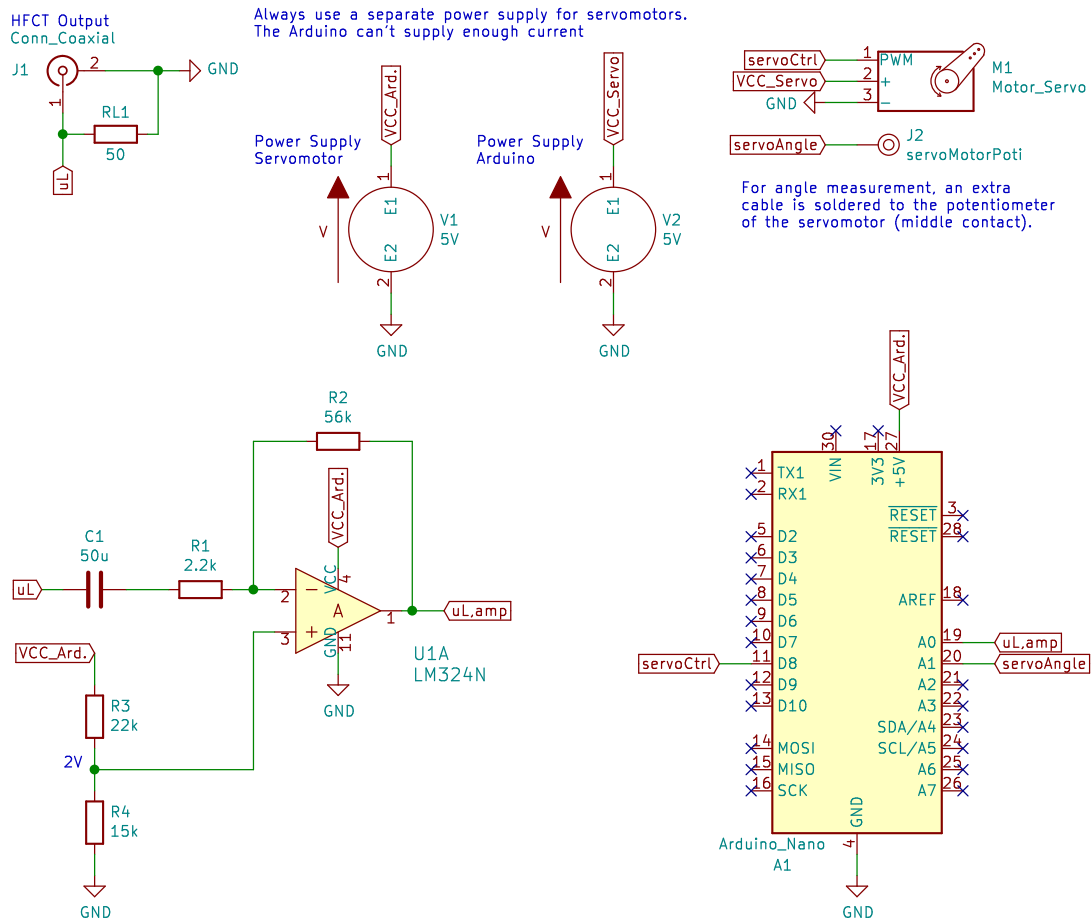 HFCT Output
Conn_Coaxial
J1
2
GND
1
RL1
50
uL
Always use a separate power supply for servomotors.
The Arduino can't supply enough current
VCC_Ard.
Power Supply
Servomotor
1
E1
V
V1
5V
E2
2
GND
VCC_Servo
Power Supply
Arduino
1
E1
V
V2
5V
E2
2
GND
servoCtrl
1
PWM
VCC_Servo
2
+
GND
3
−
M1
Motor_Servo
servoAngle
J2
servoMotorPoti
For angle measurement, an extra
cable is soldered to the potentiometer
of the servomotor (middle contact).
R2
56k
VCC_Ard.
C1
50u
R1
2.2k
uL
2
−
VCC
4
A
1
uL,amp
3
+
GND
11
U1A
LM324N
GND
VCC_Ard.
R3
22k
2V
R4
15k
GND
VCC_Ard.
30
17
27
VIN
3V3
+5V
1
TX1
2
RX1
3
RESET
28
RESET
5
D2
6
D3
7
D4
8
D5
AREF
18
9
D6
10
D7
A0
19
uL,amp
servoCtrl
11
D8
A1
20
servoAngle
12
D9
A2
21
13
D10
A3
22
SDA/A4
23
14
MOSI
SCL/A5
24
15
MISO
A6
25
16
SCK
A7
26
GND
4
Arduino_Nano
A1
GND